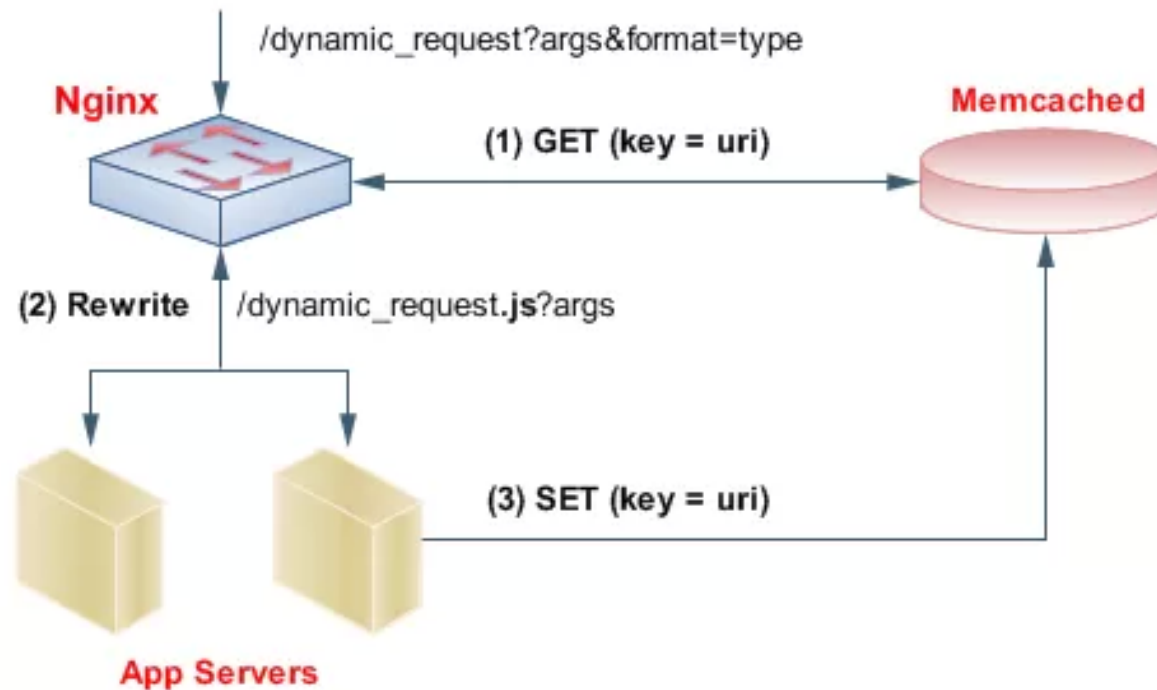 /dynamic_request?args&format=type
Nginx
Memcached
(1) GET (key = uri)
(2) Rewrite
/dynamic_request.js?args
(3) SET (key = uri)
App Servers